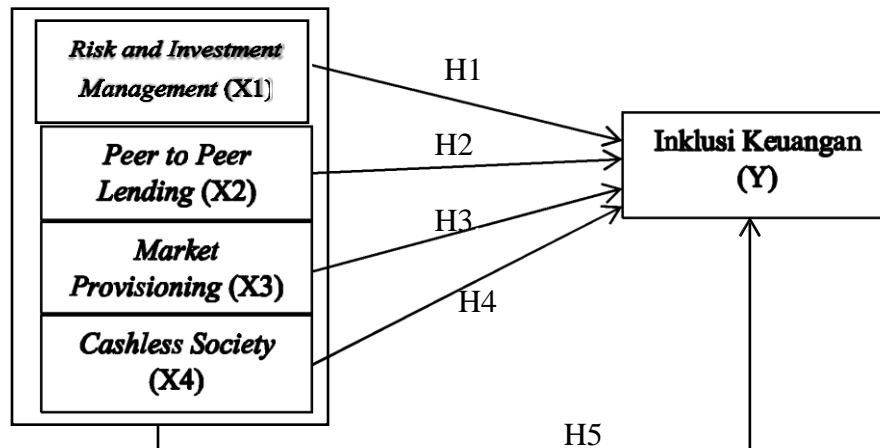 Risk and Investment
Management (X1)
H1
Peer to Peer
Lending (X2)
H2
Inklusi Keuangan
(Y)
Market
Provisioning (X3)
H3
Cashless Society
(X4)
H4
H5